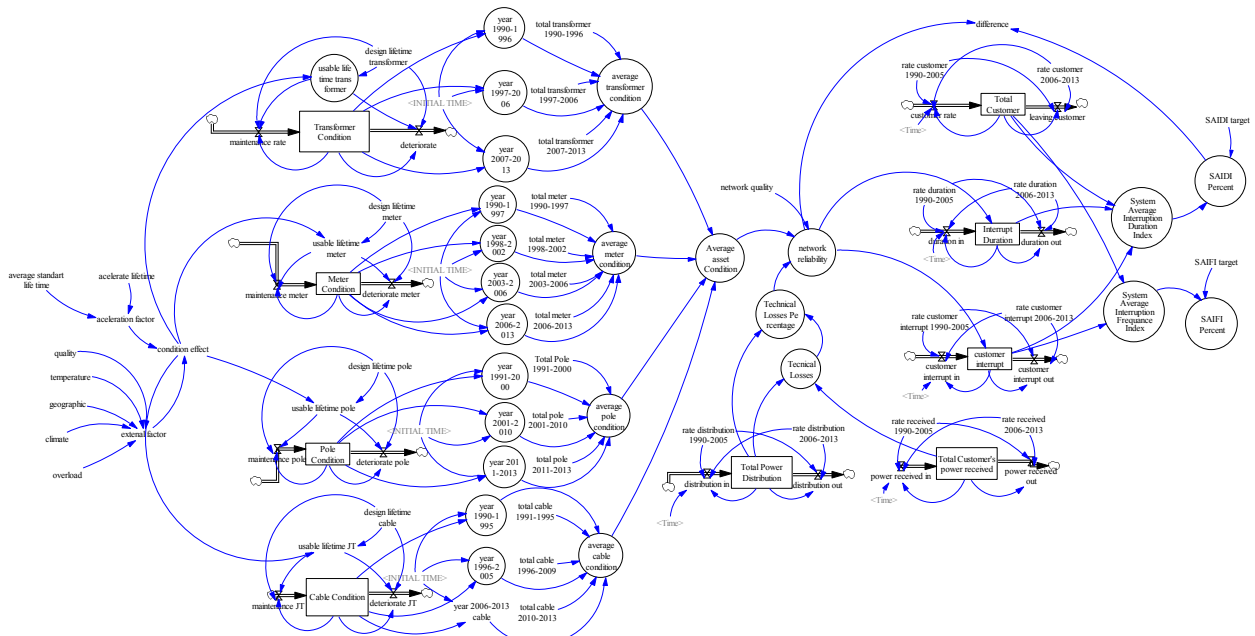 year
1990-1
996
total transformer
1990-1996
design lifetime
transformer
usable life
time trans
former
<INITIAL TIME>
year
1997-20
06
total transformer
1997-2006
average
transformer
condition
Transformer
Condition
maintenance rate
deteriorate
total transformer
2007-2013
year
2007-20
13
year
1990-1
997
total meter
1990-1997
design lifetime
meter
usable lifetime
meter
year
1998-2
002
total meter
1998-2002
average
meter
condition
<INITIAL TIME>
Meter
Condition
maintenance meter
deteriorate meter
year
2003-2
006
total meter
2003-2006
year
2006-2
013
total meter
2006-2013
average standart
life time
acelerate lifetime
aceleration factor
condition effect
quality
temperature
geographic
climate
overload
extenal factor
design lifetime pole
usable lifetime pole
year
1991-20
00
Total Pole
1991-2000
<INITIAL TIME>
year
2001-2
010
total pole
2001-2010
average
pole
condition
Pole
Condition
maintenance pole
deteriorate pole
year 201
1-2013
total pole
2011-2013
design lifetime
cable
usable lifetime JT
year
1990-1
995
total cable
1991-1995
<INITIAL TIME>
year
1996-2
005
total cable
1996-2009
average
cable
condition
Cable Condition
maintenance JT
deteriorate JT
year 2006-2013
cable
total cable
2010-2013
Average
asset
Condition
network quality
network
reliability
Technical
Losses Pe
rcentage
Tecnical
Losses
rate distribution
1990-2005
rate distribution
2006-2013
Total Power
Distribution
distribution in
distribution out
<Time>
difference
rate customer
1990-2005
rate customer
2006-2013
Total
Customer
customer rate
leaving customer
<Time>
rate duration
1990-2005
rate duration
2006-2013
Interrupt
Duration
duration in
duration out
<Time>
rate customer
interrupt 1990-2005
rate customer
interrupt 2006-2013
customer
interrupt
customer
interrupt in
customer
interrupt out
<Time>
rate received
1990-2005
rate received
2006-2013
Total Customer's
power received
power received in
power received
out
<Time>
System
Average
Interruption
Duration
Index
SAIDI target
SAIDI
Percent
System
Average
Interruption
Frequance
Index
SAIFI target
SAIFI
Percent